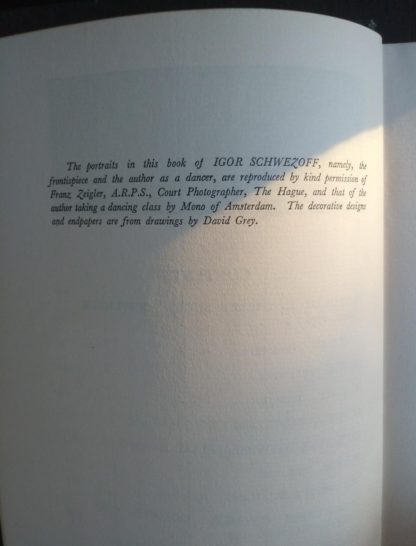 The portraits in this book of IGOR SCHWEZOFF, namely, the
frontispiece and the author as a dancer, are reproduced by kind permission of
Franz Zeigler, A.R.P.S., Court Photographer, The Hague, and that of the
author taking a dancing class by Mono of Amsterdam. The decorative designs
and endpapers are from drawings by David Grey.